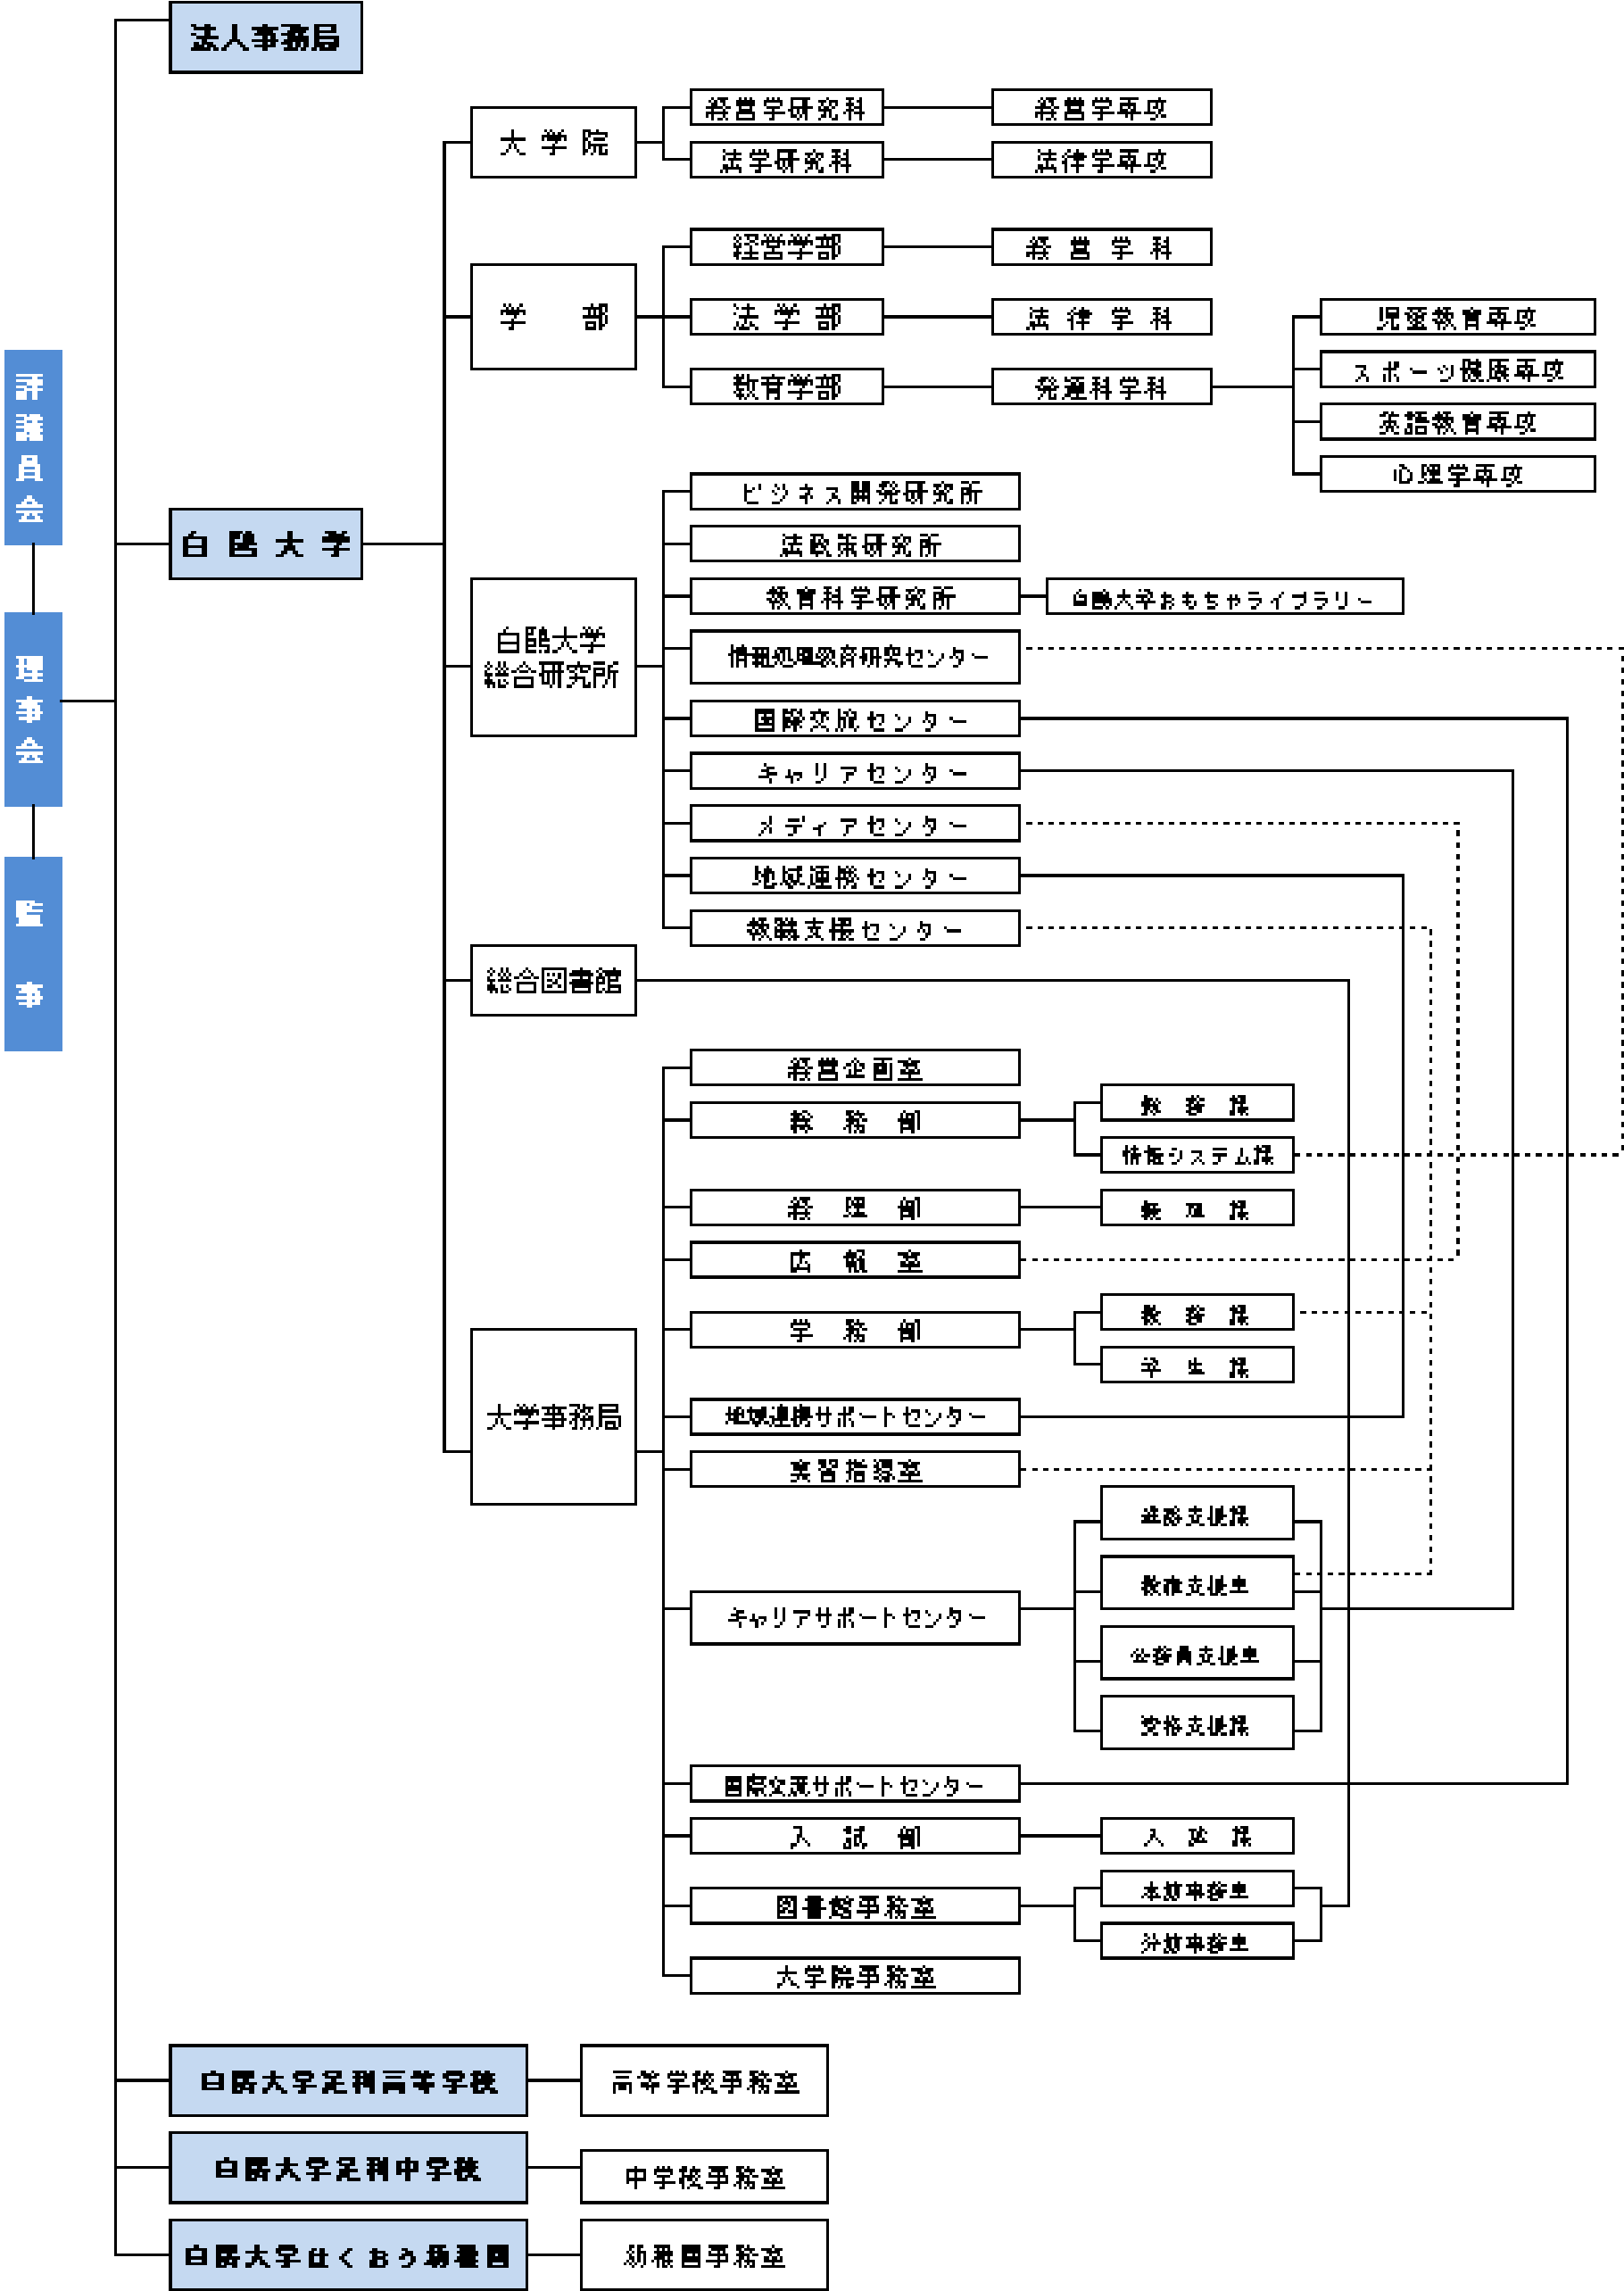 法人事務局
評議員会
理事会
監事
白鷗大学
大学院
経営学研究科
経営学専攻
法学研究科
法律学専攻
学部
経営学部
経営学科
法学部
法律学科
教育学部
発達科学科
児童教育専攻
スポーツ健康専攻
英語教育専攻
心理学専攻
白鷗大学
総合研究所
ビジネス開発研究所
法政策研究所
教育科学研究所
白鷗大学おもちゃライブラリー
情報処理教育研究センター
国際交流センター
キャリアセンター
メディアセンター
地域連携センター
教職支援センター
総合図書館
大学事務局
経営企画室
総務部
総務課
情報システム課
経理部
経理課
広報室
学務部
教務課
学生課
地域連携サポートセンター
実習指導室
キャリアサポートセンター
進路支援課
教職支援室
公務員支援室
資格支援課
国際交流サポートセンター
入試部
入試課
図書館事務室
本館事務室
分館事務室
大学院事務室
白鷗大学足利高等学校
高等学校事務室
白鷗大学足利中学校
中学校事務室
白鷗大学はくおう幼稚園
幼稚園事務室